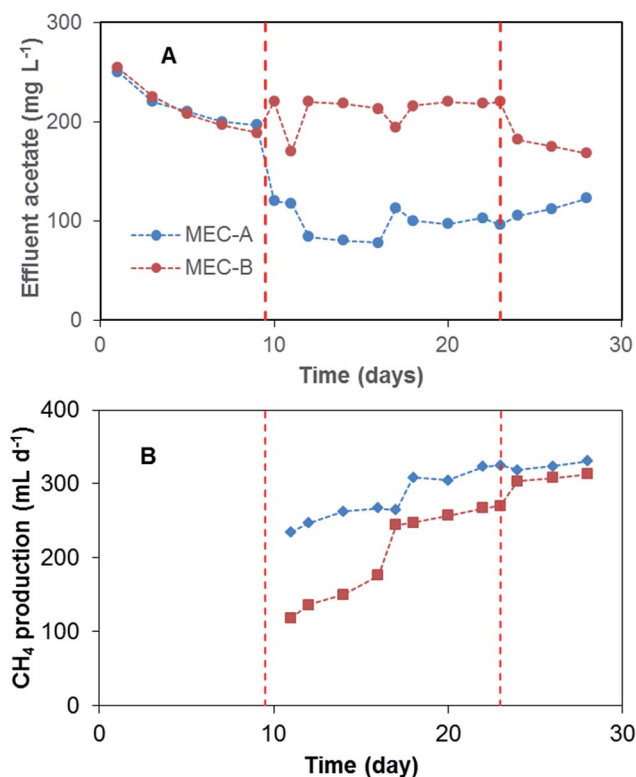 300
A
200
100
0
MEC-A
MEC-B
0 10 20 30
Effluent acetate (mg L⁻¹)
Time (days)
400
B
300
200
100
0
0 10 20 30
CH₄ production (mL d⁻¹)
Time (day)